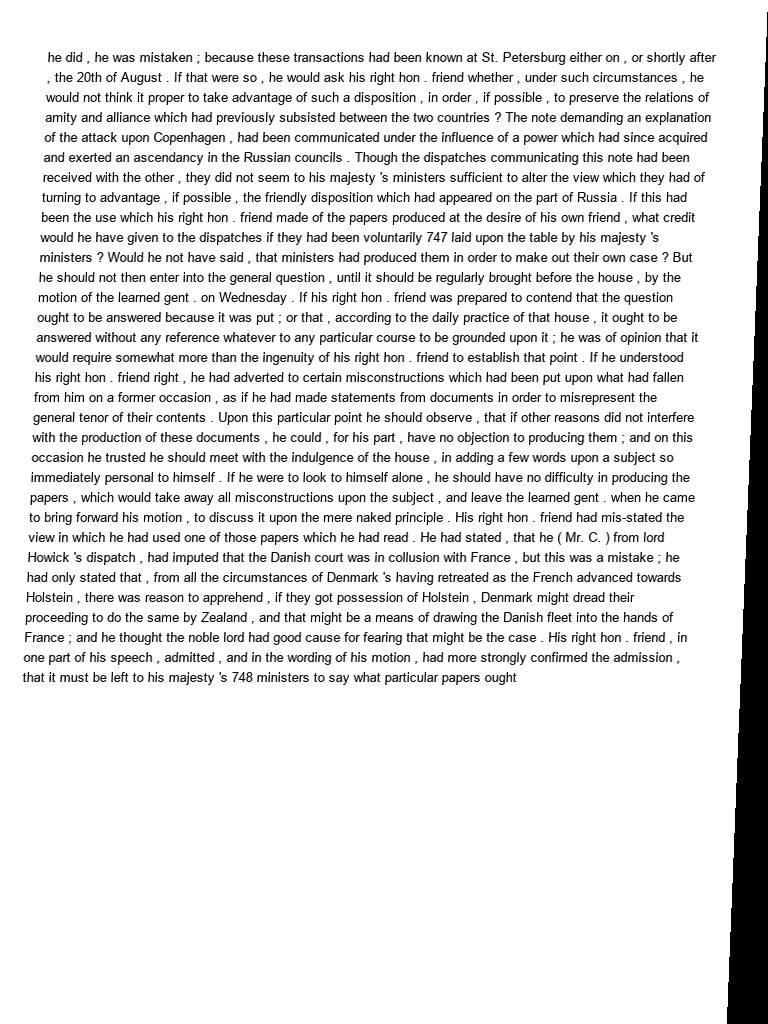 he did , he was mistaken ; because these transactions had been known at St. Petersburg either on , or shortly after
, the 20th of August . If that were so , he would ask his right hon . friend whether , under such circumstances , he
would not think it proper to take advantage of such a disposition , in order , if possible , to preserve the relations of
amity and alliance which had previously subsisted between the two countries ? The note demanding an explanation
of the attack upon Copenhagen , had been communicated under the influence of a power which had since acquired
and exerted an ascendancy in the Russian councils . Though the dispatches communicating this note had been
received with the other , they did not seem to his majesty 's ministers sufficient to alter the view which they had of
turning to advantage , if possible , the friendly disposition which had appeared on the part of Russia . If this had
been the use which his right hon . friend made of the papers produced at the desire of his own friend , what credit
would he have given to the dispatches if they had been voluntarily 747 laid upon the table by his majesty 's
ministers ? Would he not have said , that ministers had produced them in order to make out their own case ? But
he should not then enter into the general question , until it should be regularly brought before the house , by the
motion of the learned gent . on Wednesday . If his right hon . friend was prepared to contend that the question
ought to be answered because it was put ; or that , according to the daily practice of that house , it ought to be
answered without any reference whatever to any particular course to be grounded upon it ; he was of opinion that it
would require somewhat more than the ingenuity of his right hon . friend to establish that point . If he understood
his right hon . friend right , he had adverted to certain misconstructions which had been put upon what had fallen
from him on a former occasion , as if he had made statements from documents in order to misrepresent the
general tenor of their contents . Upon this particular point he should observe , that if other reasons did not interfere
with the production of these documents , he could , for his part , have no objection to producing them ; and on this
occasion he trusted he should meet with the indulgence of the house , in adding a few words upon a subject so
immediately personal to himself . If he were to look to himself alone , he should have no difficulty in producing the
papers , which would take away all misconstructions upon the subject , and leave the learned gent . when he came
to bring forward his motion , to discuss it upon the mere naked principle . His right hon . friend had mis-stated the
view in which he had used one of those papers which he had read . He had stated , that he ( Mr. C. ) from lord
Howick 's dispatch , had imputed that the Danish court was in collusion with France , but this was a mistake ; he
had only stated that , from all the circumstances of Denmark 's having retreated as the French advanced towards
Holstein , there was reason to apprehend , if they got possession of Holstein , Denmark might dread their
proceeding to do the same by Zealand , and that might be a means of drawing the Danish fleet into the hands of
France ; and he thought the noble lord had good cause for fearing that might be the case . His right hon . friend , in
one part of his speech , admitted , and in the wording of his motion , had more strongly confirmed the admission ,
that it must be left to his majesty 's 748 ministers to say what particular papers ought